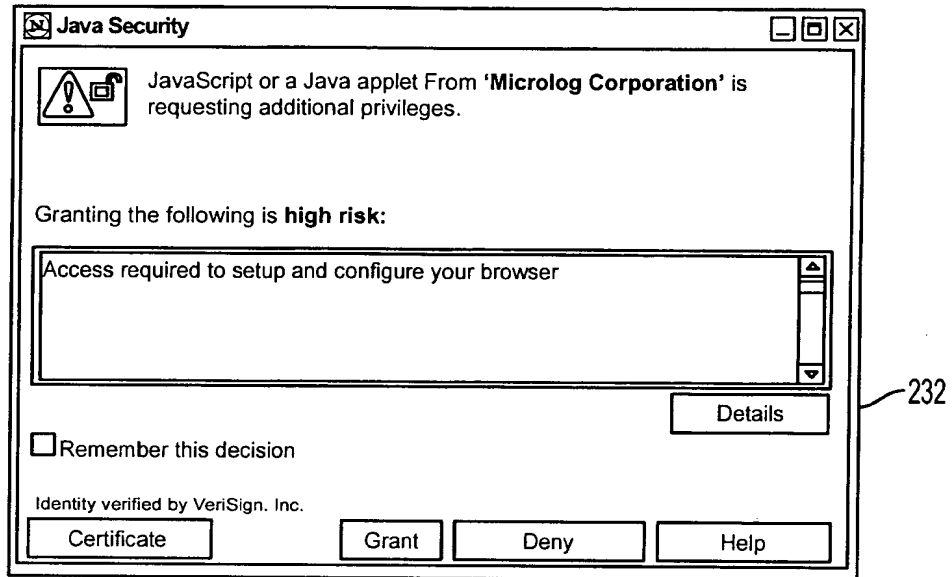 N Java Security
JavaScript or a Java applet From 'Microlog Corporation' is
requesting additional privileges.
Granting the following is high risk:
Access required to setup and configure your browser
Details
232
Remember this decision
Identity verified by VeriSign. Inc.
Certificate Grant Deny Help